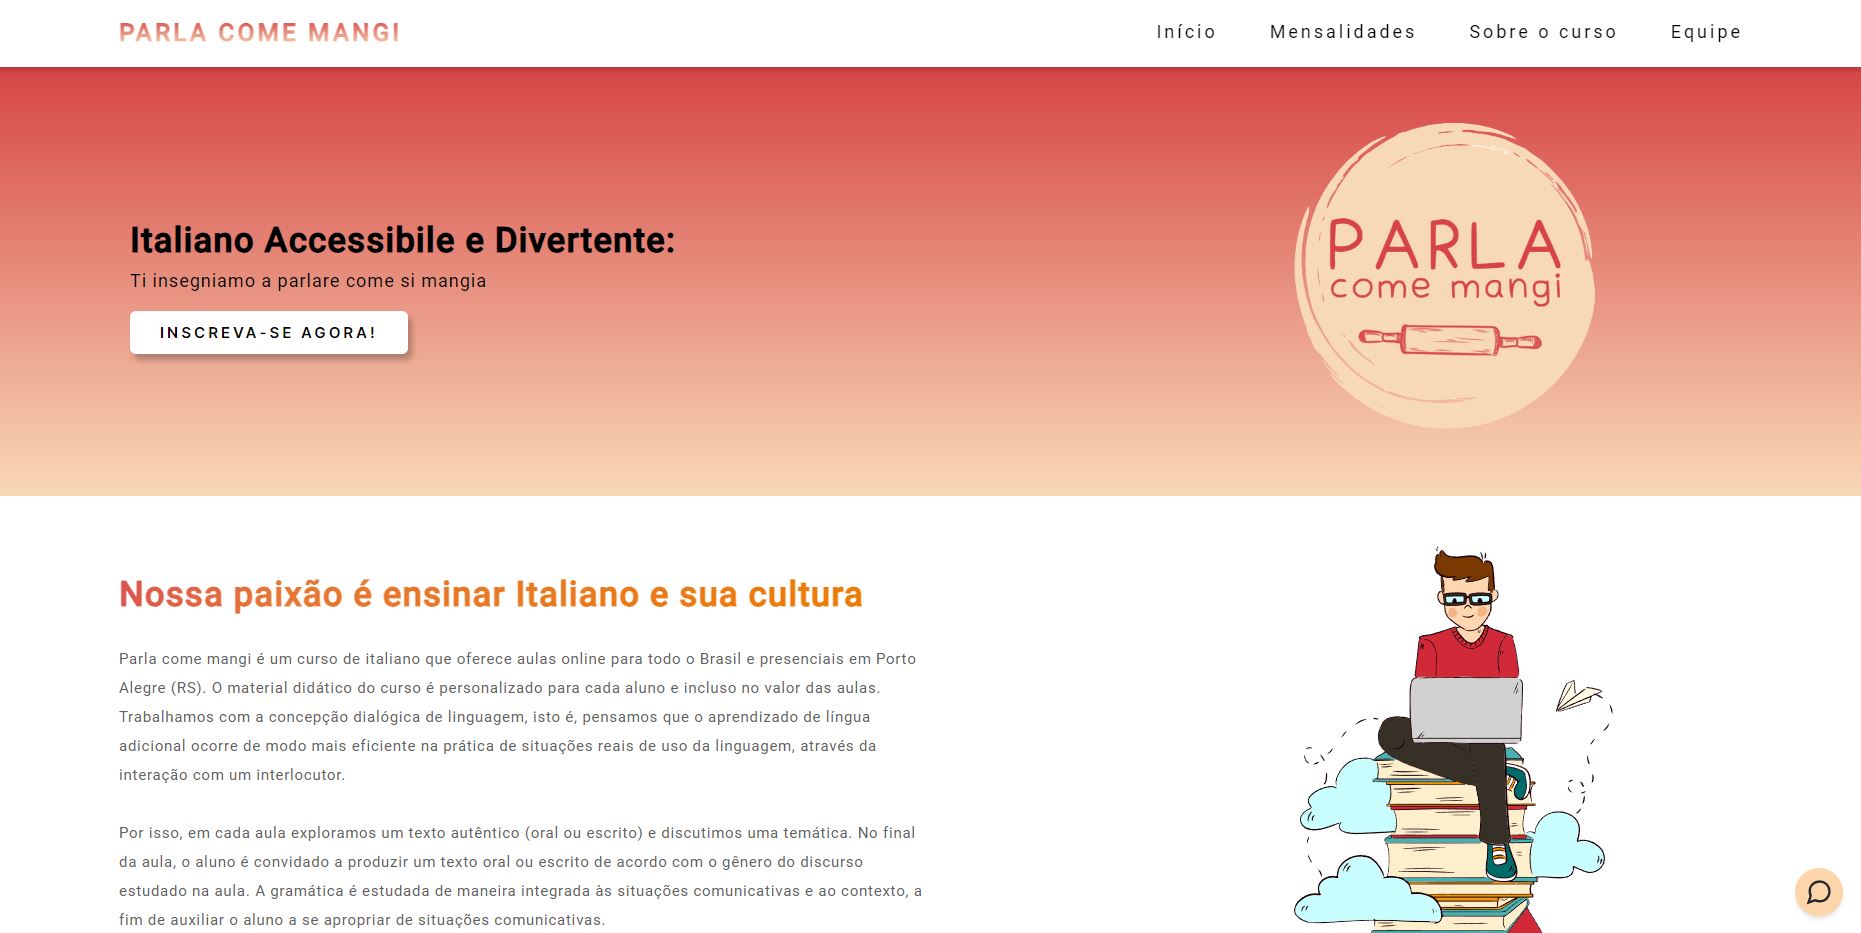 PARLA COME MANGI
Início
Mensalidades
Sobre o curso
Equipe
Italiano Accessibile e Divertente:
Ti insegniamo a parlare come si mangia
INSCREVA-SE AGORA!
PARLA
come mangi
Nossa paixão é ensinar Italiano e sua cultura
Parla come mangi é um curso de italiano que oferece aulas online para todo o Brasil e presenciais em Porto
Alegre (RS). O material didático do curso é personalizado para cada aluno e incluso no valor das aulas.
Trabalhamos com a concepção dialógica de linguagem, isto é, pensamos que o aprendizado de língua
adicional ocorre de modo mais eficiente na prática de situações reais de uso da linguagem, através da
interação com um interlocutor.
Por isso, em cada aula exploramos um texto autêntico (oral ou escrito) e discutimos uma temática. No final
da aula, o aluno é convidado a produzir um texto oral ou escrito de acordo com o gênero do discurso
estudado na aula. A gramática é estudada de maneira integrada às situações comunicativas e ao contexto, a
fim de auxiliar o aluno a se apropriar de situações comunicativas.